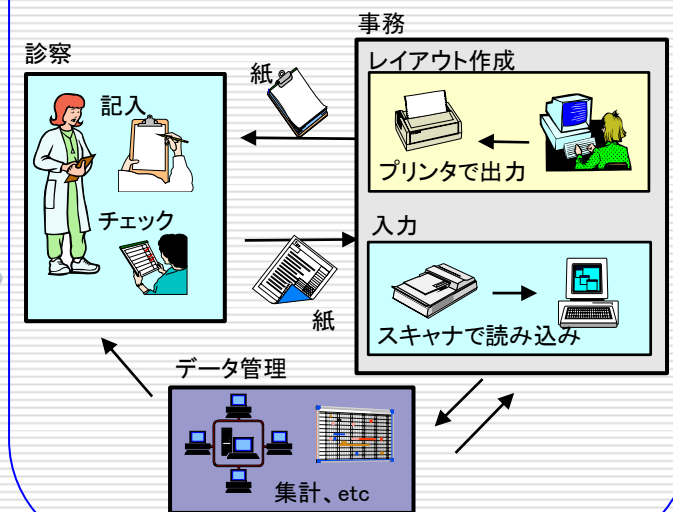 事務
診察
レイアウト作成
紙
記入
プリンタで出力
チェック
入力
紙
スキャナで読み込み
データ管理
集計、etc